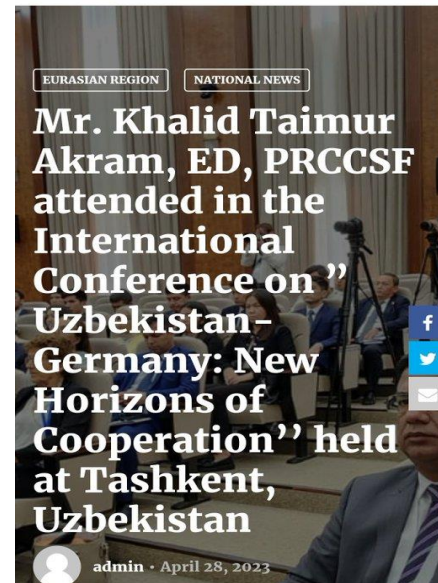 EURASIAN REGION NATIONAL NEWS
Mr. Khalid Taimur
Akram, ED, PRCCSF
attended in the
International
Conference on ”
Uzbekistan-
Germany: New
Horizons of
Cooperation’’ held
at Tashkent,
Uzbekistan
admin • April 28, 2023